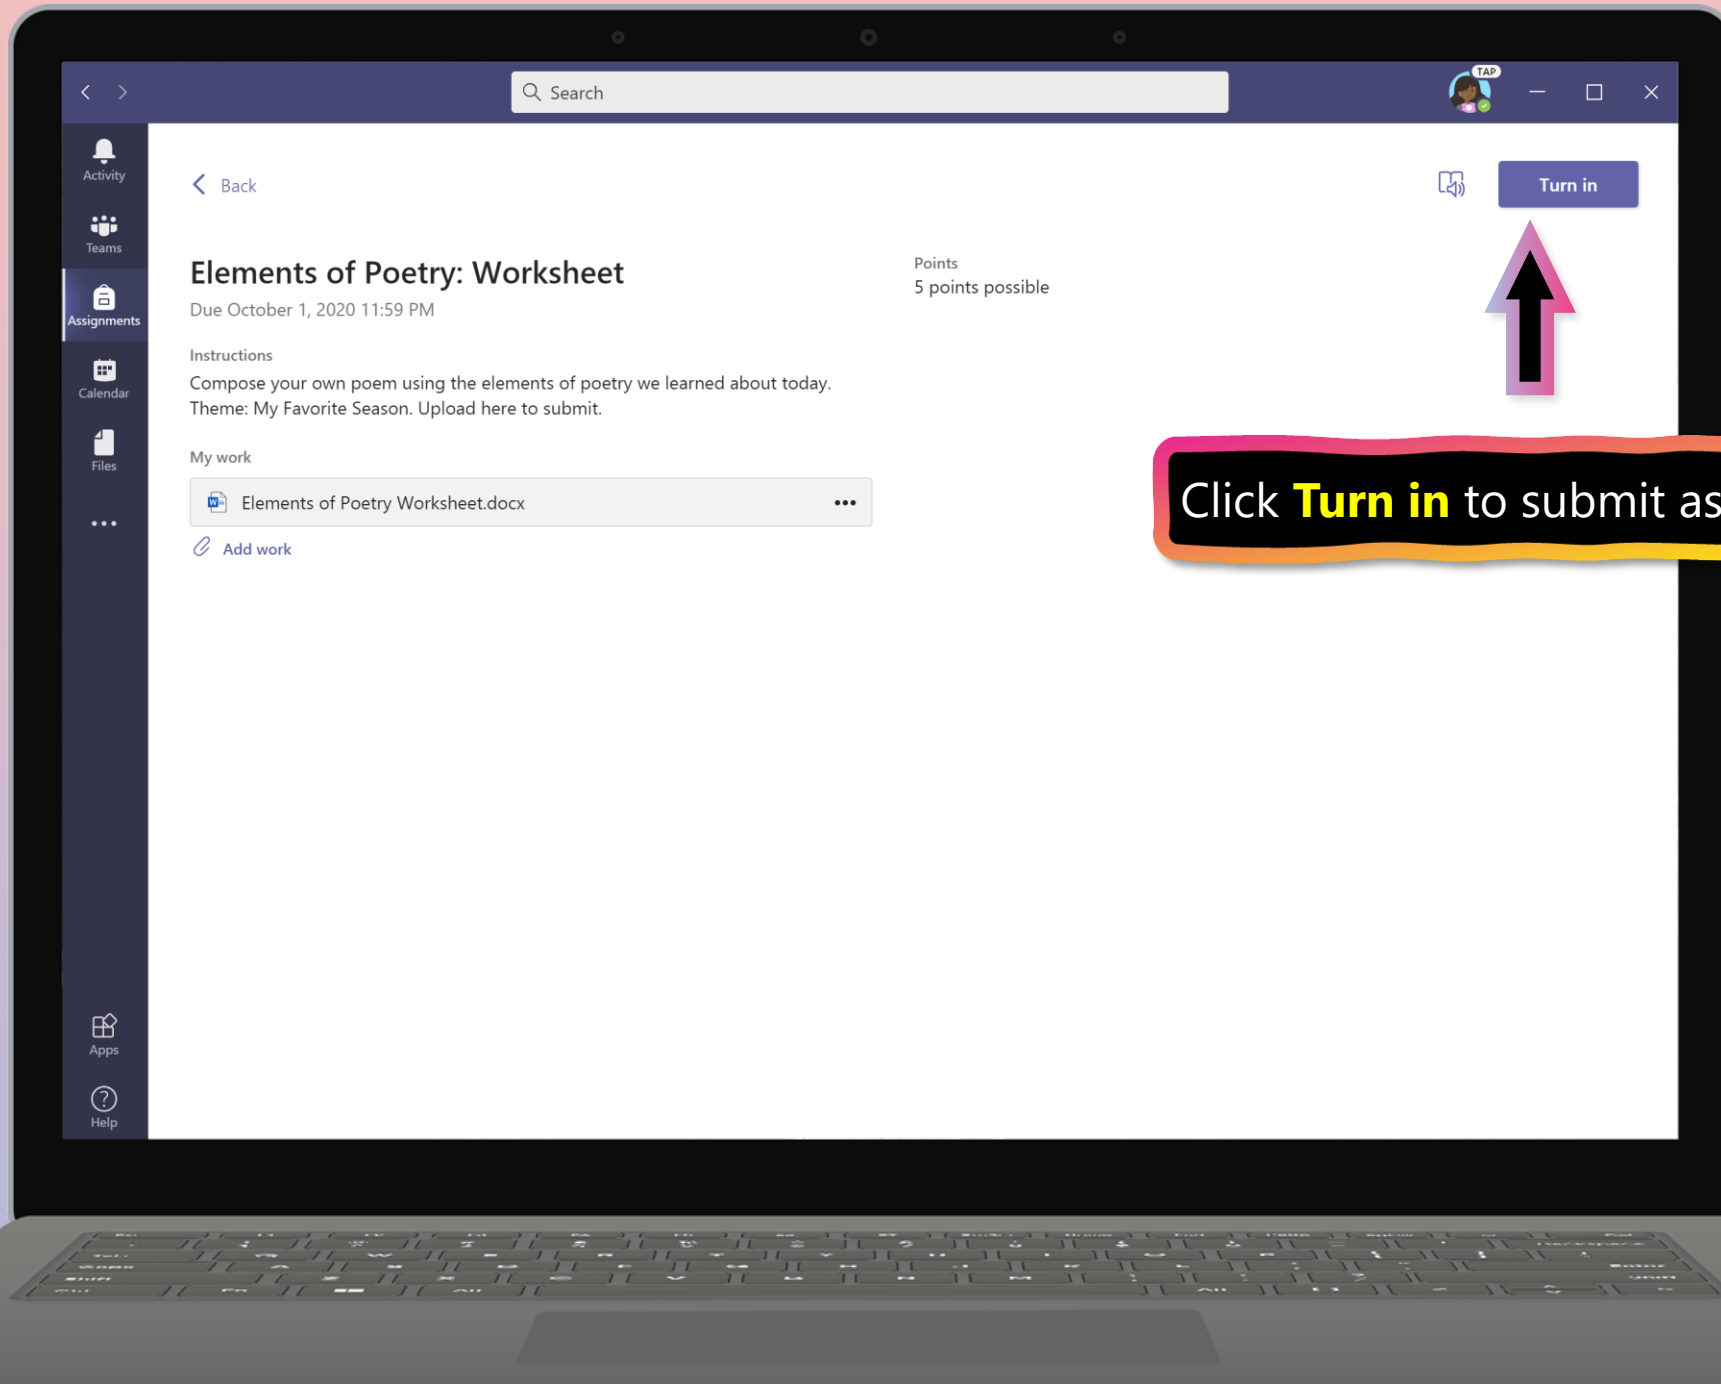 Search
TAP
Activity
Teams
Assignments
Calendar
Files
Apps
Help
Back
Turn in
Elements of Poetry: Worksheet
Due October 1, 2020 11:59 PM
Points
5 points possible
Instructions
Compose your own poem using the elements of poetry we learned about today.
Theme: My Favorite Season. Upload here to submit.
My work
Elements of Poetry Worksheet.docx
Add work
Click Turn in to submit as